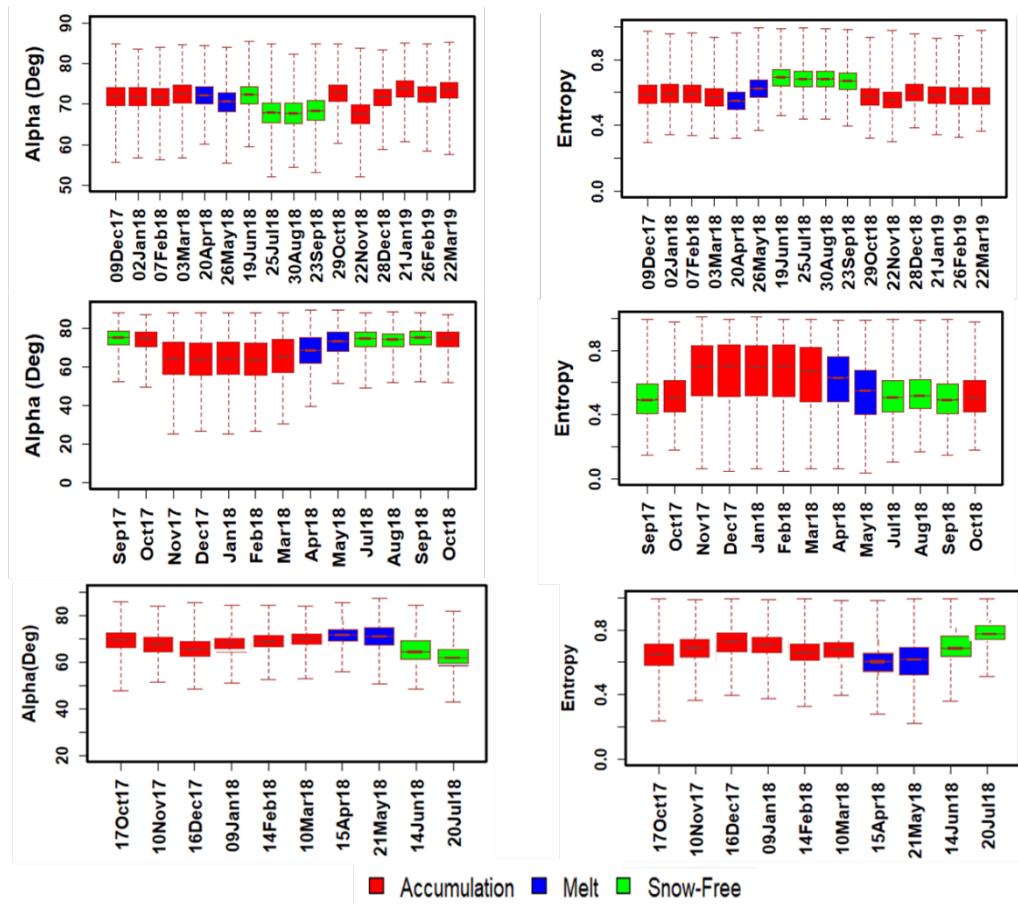 Alpha (Deg)
90
80
70
60
50
09Dec17
02Jan18
07Feb18
03Mar18
20Apr18
26May18
19Jun18
25Jul18
30Aug18
23Sep18
29Oct18
22Nov18
28Dec18
21Jan19
26Feb19
22Mar19
Entropy
0.8
0.4
0.0
09Dec17
02Jan18
07Feb18
03Mar18
20Apr18
26May18
19Jun18
25Jul18
30Aug18
23Sep18
29Oct18
22Nov18
28Dec18
21Jan19
26Feb19
22Mar19
Alpha (Deg)
80
60
40
20
0
Sep17
Oct17
Nov17
Dec17
Jan18
Feb18
Mar18
Apr18
May18
Jul18
Aug18
Sep18
Oct18
Entropy
0.8
0.4
0.0
Sep17
Oct17
Nov17
Dec17
Jan18
Feb18
Mar18
Apr18
May18
Jul18
Aug18
Sep18
Oct18
Alpha(Deg)
80
60
40
20
17Oct17
10Nov17
16Dec17
09Jan18
14Feb18
10Mar18
15Apr18
21May18
14Jun18
20Jul18
Entropy
0.8
0.4
0.0
17Oct17
10Nov17
16Dec17
09Jan18
14Feb18
10Mar18
15Apr18
21May18
14Jun18
20Jul18
Accumulation Melt Snow-Free